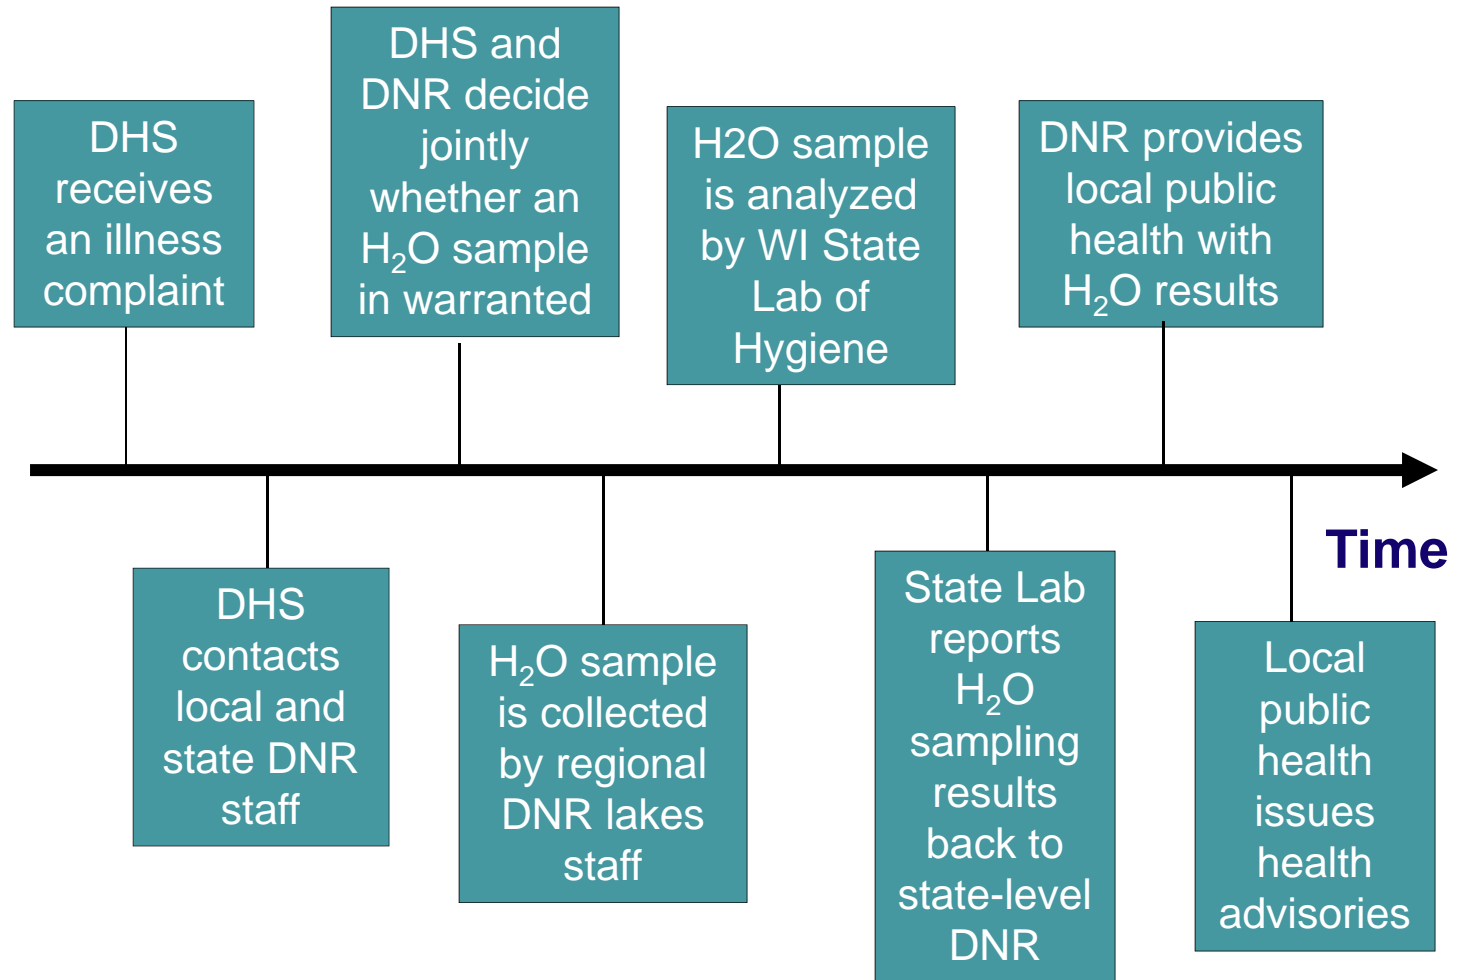 DHS
receives
an illness
complaint
DHS
contacts
local and
state DNR
staff
DHS and
DNR decide
jointly
whether an
H₂O sample
in warranted
H₂O sample
is collected
by regional
DNR lakes
staff
H2O sample
is analyzed
by WI State
Lab of
Hygiene
State Lab
reports
H₂O
sampling
results
back to
state-level
DNR
DNR provides
local public
health with
H₂O results
Local
public
health
issues
health
advisories
Time